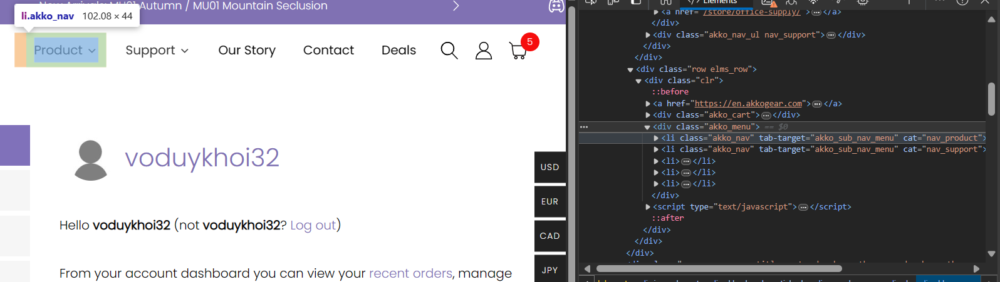 New Arrivals MU01 Autumn / MU01 Mountain Seclusion
li.akko_nav 102.08 × 44
Product
Support
Our Story
Contact
Deals
5
voduykhoi32
USD
EUR
CAD
JPY
Hello voduykhoi32 (not voduykhoi32? Log out)
From your account dashboard you can view your recent orders, manage
Elements
<a href="/store/office-supply/">…</a>
</div>
<div class="akko_nav_ul nav_support">…</div>
</div>
</div>
<div class="row elms_row">
<div class="clr">
::before
<a href="https://en.akkogear.com">…</a>
<div class="akko_cart">…</div>
… <div class="akko_menu"> == $0
<li class="akko_nav" tab-target="akko_sub_nav_menu" cat="nav_product">
<li class="akko_nav" tab-target="akko_sub_nav_menu" cat="nav_support">
<li>…</li>
<li>…</li>
<li>…</li>
</div>
<script type="text/javascript">…</script>
::after
</div>
</div>
</div>